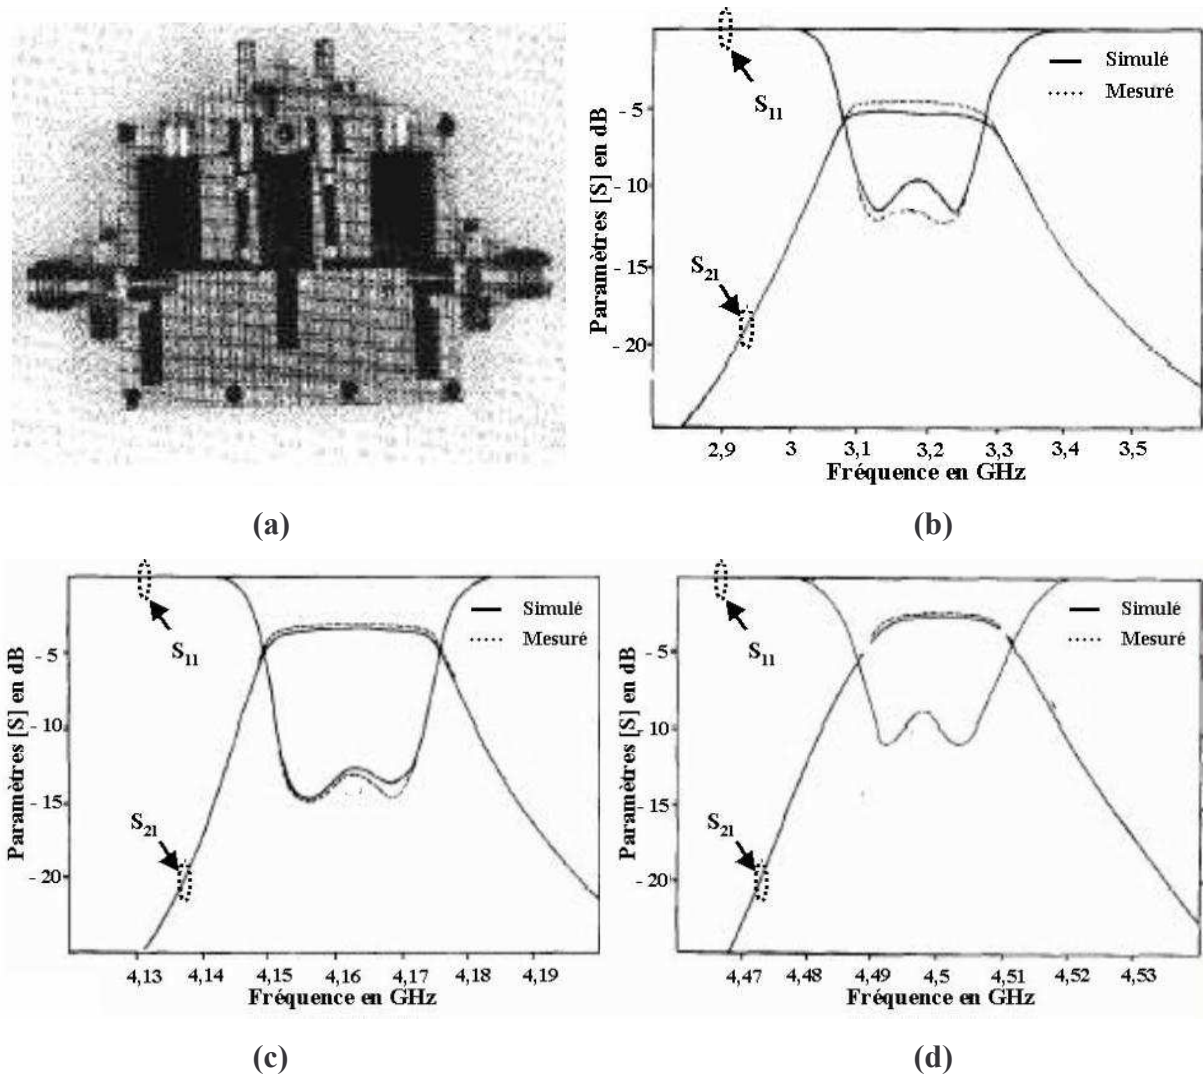 Simulé
Mesuré
S11
S21
Paramètres [S] en dB
- 5
- 10
- 15
- 20
2,9 3 3,1 3,2 3,3 3,4 3,5
Fréquence en GHz
(a)
(b)
Simulé
Mesuré
S11
S21
Paramètres [S] en dB
- 5
- 10
- 15
- 20
4,13 4,14 4,15 4,16 4,17 4,18 4,19
Fréquence en GHz
(c)
Simulé
Mesuré
S11
S21
Paramètres [S] en dB
- 5
- 10
- 15
- 20
4,47 4,48 4,49 4,5 4,51 4,52 4,53
Fréquence en GHz
(d)